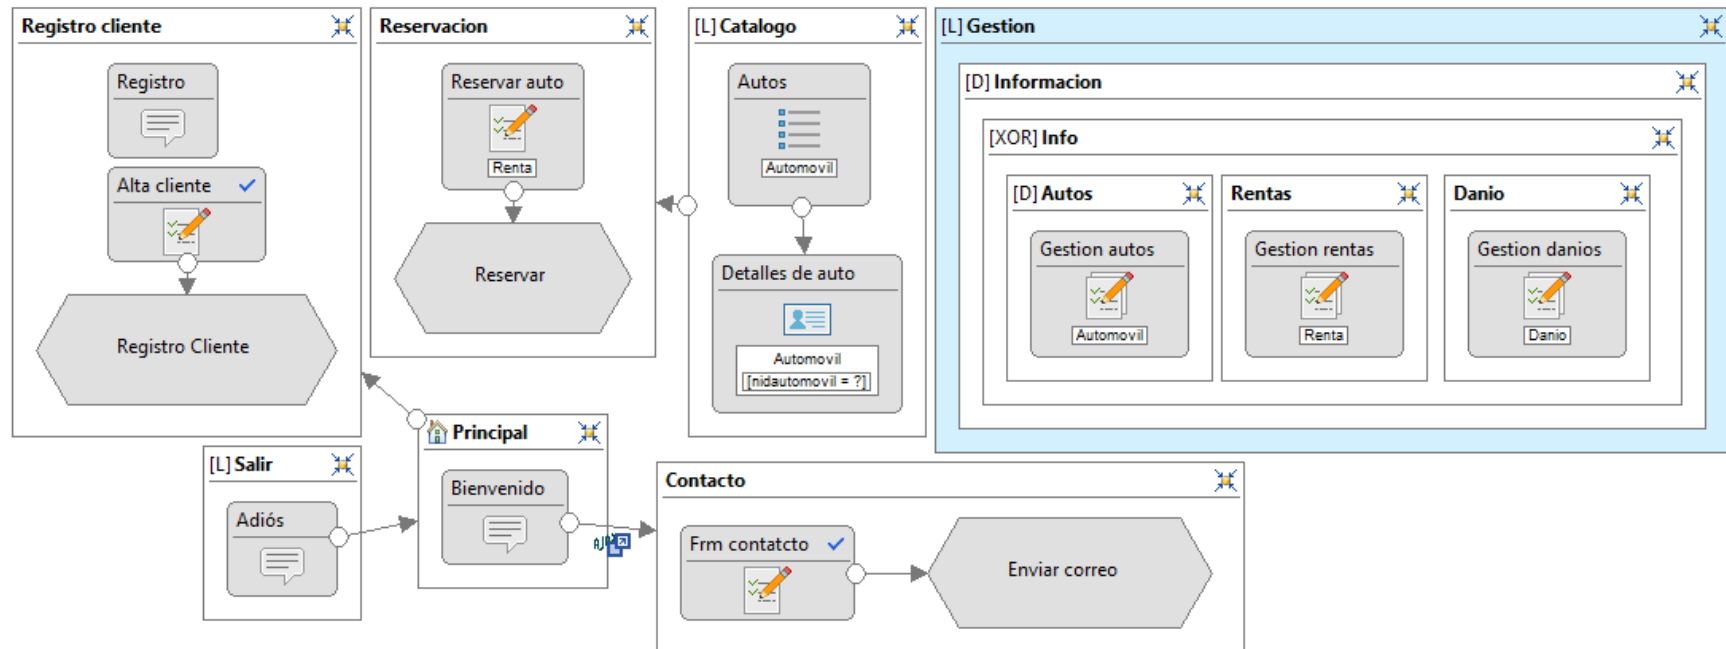 Registro cliente
Registro
Alta cliente
Registro Cliente
Reservacion
Reservar auto
Renta
Reservar
[L] Catalogo
Autos
Automovil
Detalles de auto
Automovil
[nidautomovil = ?]
[L] Gestion
[D] Informacion
[XOR] Info
[D] Autos
Gestion autos
Automovil
Rentas
Gestion rentas
Renta
Danio
Gestion danios
Danio
[L] Salir
Adiós
Principal
Bienvenido
Contacto
Frm contatcto
Enviar correo